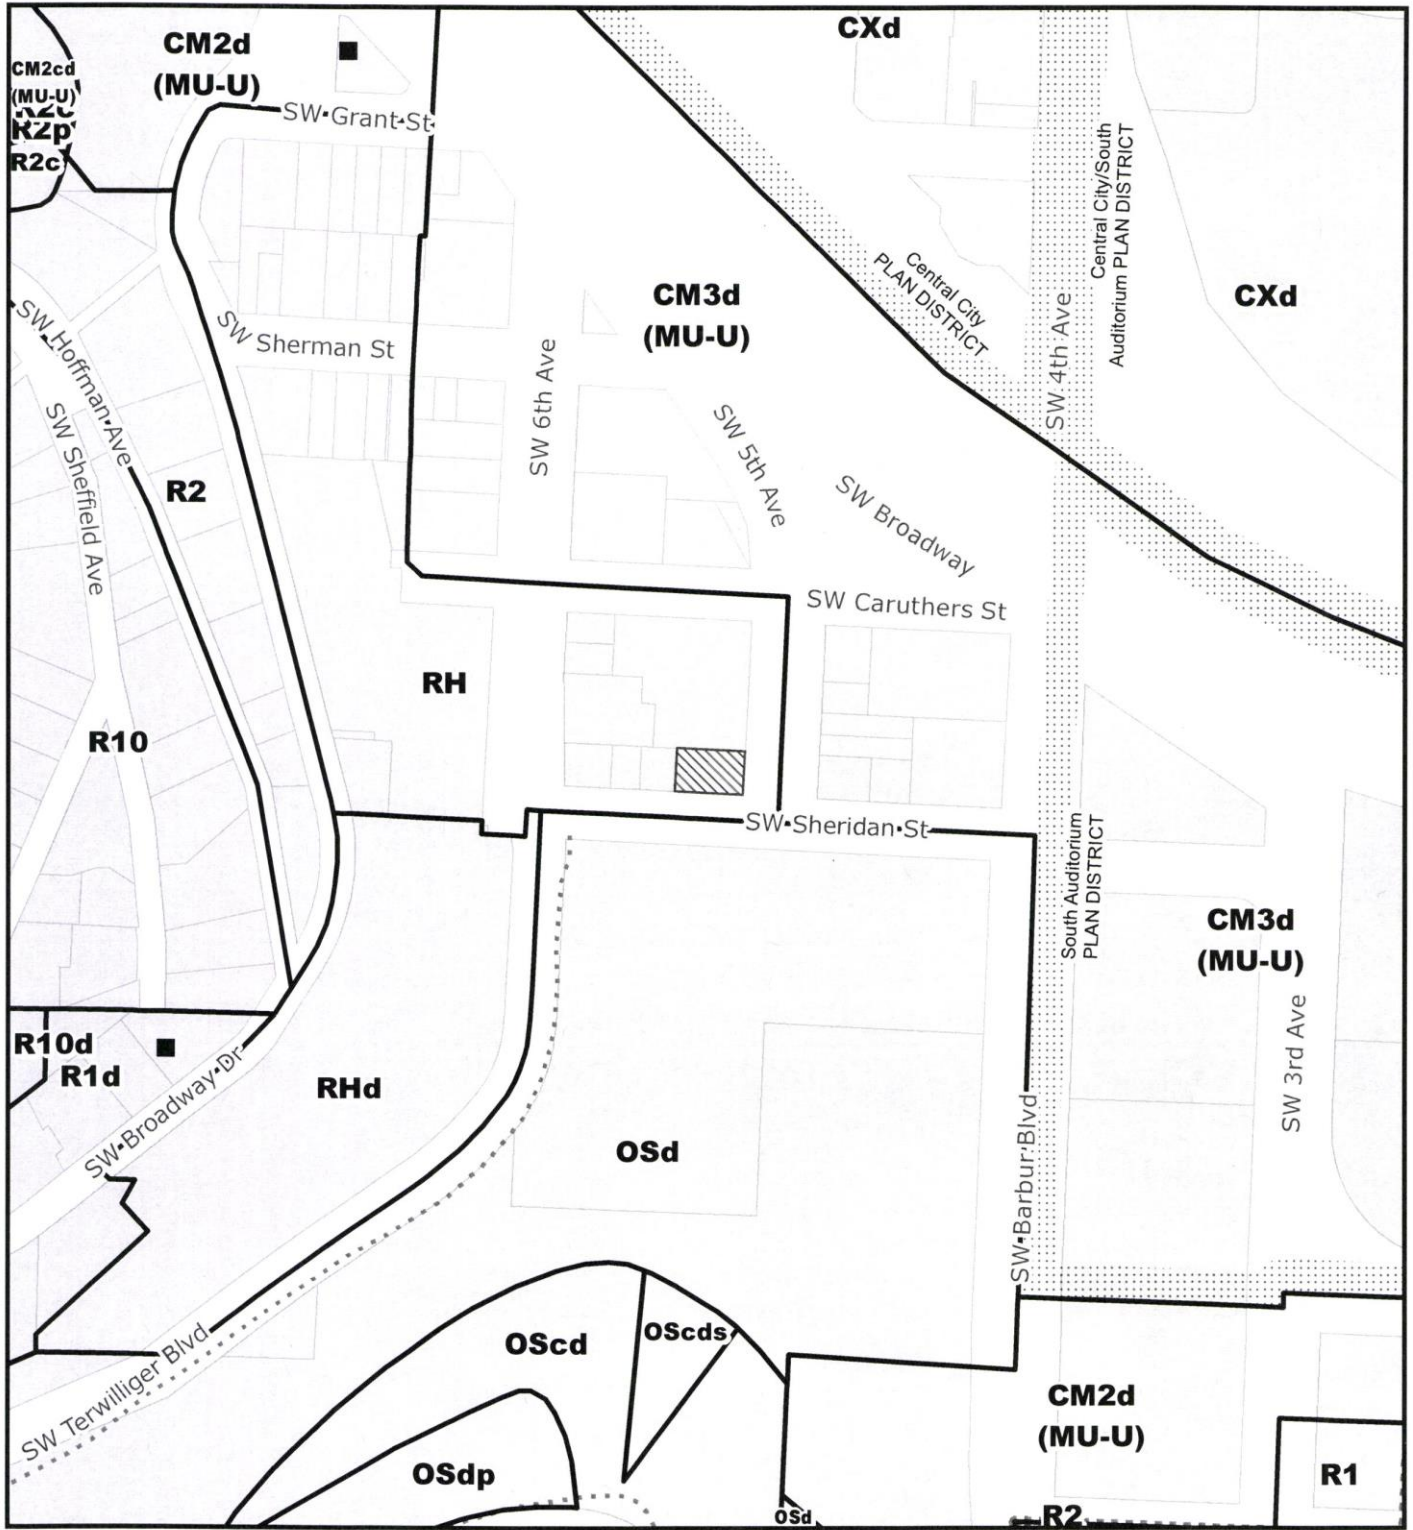 CXd
CM2d
(MU-U)
CM2cd
(MU-U)
R2c
R2p
R2c
SW Grant St
Central City/South
Auditorium PLAN DISTRICT
Central City
PLAN DISTRICT
CM3d
(MU-U)
CXd
SW Hoffman Ave
SW Sherman St
SW 4th Ave
SW 6th Ave
SW 5th Ave
SW Sheffield Ave
R2
SW Broadway
SW Caruthers St
RH
R10
SW Sheridan St
South Auditorium
PLAN DISTRICT
CM3d
(MU-U)
SW 3rd Ave
R10d
R1d
SW Broadway Dr
RHd
OSd
SW Barbur Blvd
SW Terwilliger Blvd
OScd
OScds
CM2d
(MU-U)
OSdp
R1
OSd
R2